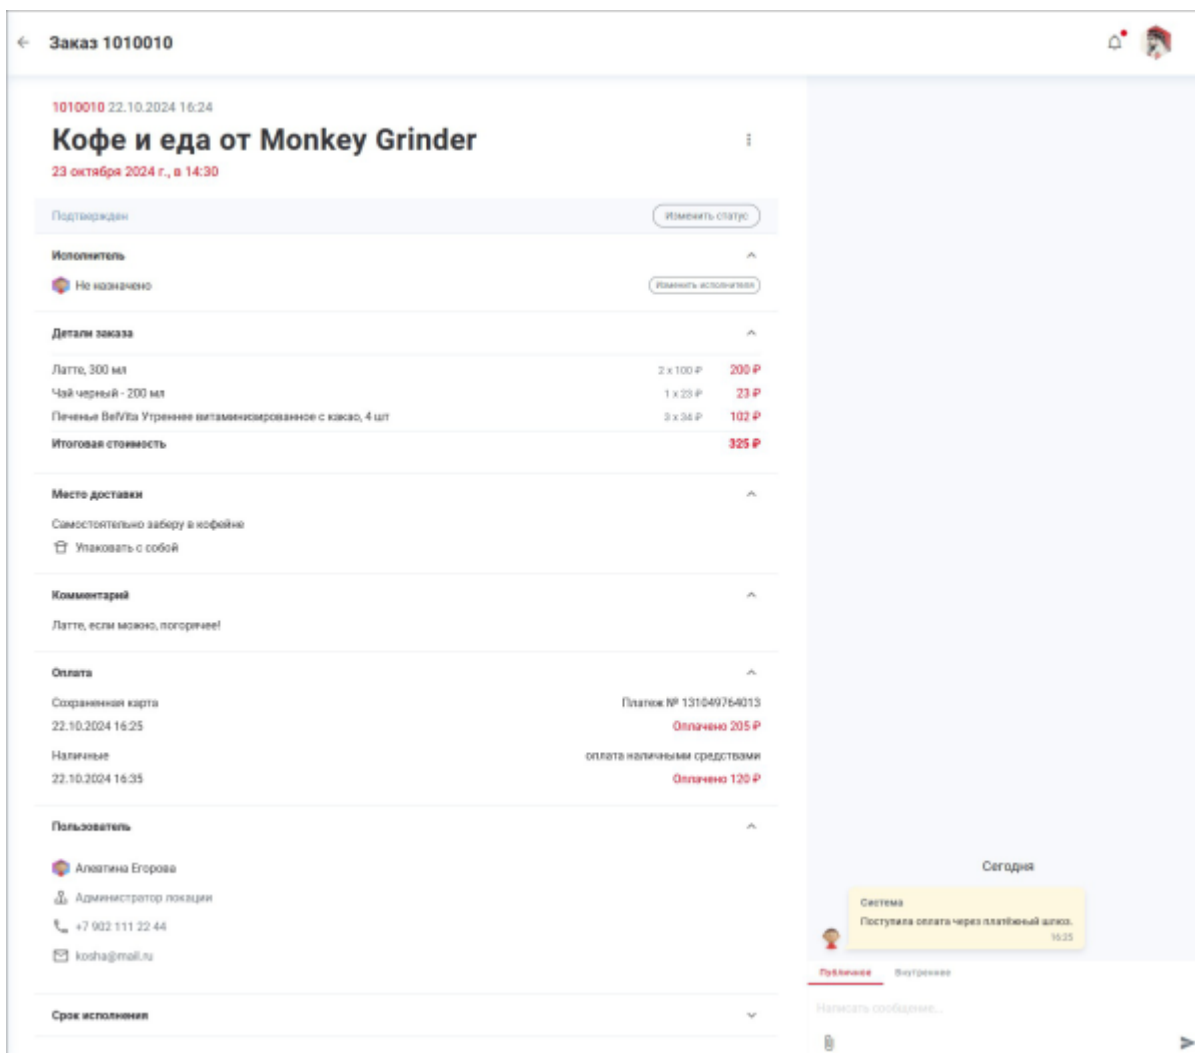 Заказ 1010010
1010010 22.10.2024 16:24
Кофе и еда от Monkey Grinder
23 октября 2024 г., в 14:30
Подтвержден
Изменить статус
Исполнитель
Не назначено
Изменить исполнителя
Детали заказа
Латте, 300 мл 2 x 100 ₽ 200 ₽
Чай черный - 200 мл 1 x 23 ₽ 23 ₽
Печенье BelVita Утреннее витаминизированное с какао, 4 шт 3 x 34 ₽ 102 ₽
Итоговая стоимость 325 ₽
Место доставки
Самостоятельно заберу в кофейне
Упаковать с собой
Комментарий
Латте, если можно, погорячее!
Оплата
Сохраненная карта Платеж № 131049764013
22.10.2024 16:25 Оплачено 205 ₽
Наличные оплата наличными средствами
22.10.2024 16:35 Оплачено 120 ₽
Пользователь
Алевтина Егорова
Администратор локации
+7 902 111 22 44
kosha@mail.ru
Срок исполнения
Сегодня
Система
Поступила оплата через платёжный шлюз.
16:25
Публичное Внутреннее
Написать сообщение...